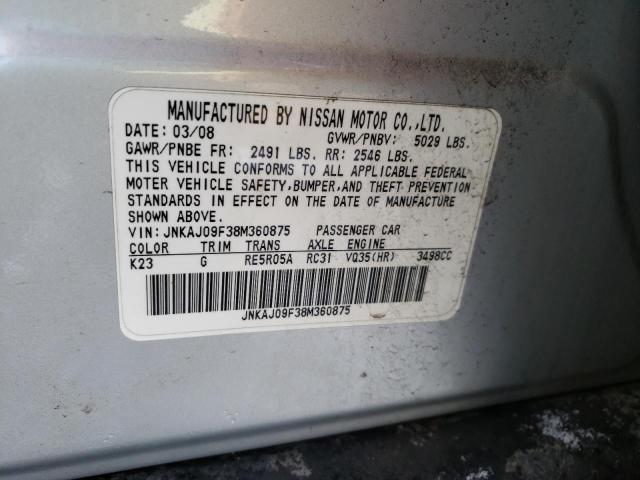 MANUFACTURED BY NISSAN MOTOR CO.,LTD.
DATE: 03/08 GVWR/PNBV: 5029 LBS.
GAWR/PNBE FR: 2491 LBS. RR: 2546 LBS.
THIS VEHICLE CONFORMS TO ALL APPLICABLE FEDERAL
MOTOR VEHICLE SAFETY,BUMPER,AND THEFT PREVENTION
STANDARDS IN EFFECT ON THE DATE OF MANUFACTURE
SHOWN ABOVE.
VIN: JNKAJ09F38M360875 PASSENGER CAR
COLOR TRIM TRANS AXLE ENGINE
K23 G RE5R05A RC31 VQ35(HR) 3498CC
JNKAJ09F38M360875